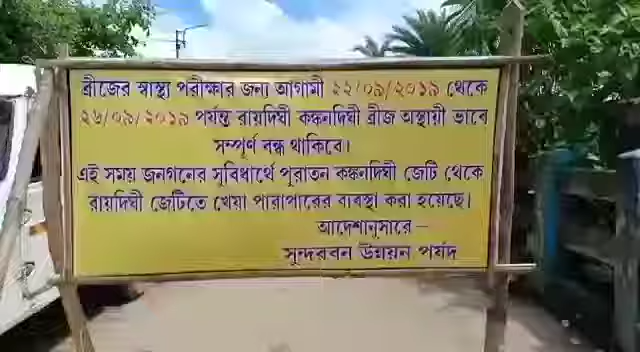 ব্রীজের স্বাস্থ্য পরীক্ষার জন্য আগামী ২২/০৯/২০১৯ থেকে
২৬/০৯/২০১৯ পর্যন্ত রায়দিঘী কঙ্কনদিঘী ব্রীজ অস্থায়ী ভাবে
সম্পূর্ণ বন্ধ থাকিবে।
এই সময় জনগনের সুবিধার্থে পুরাতন কঙ্কনদিঘী জেটি থেকে
রায়দিঘী জেটিতে খেয়া পারাপারের ব্যবস্থা করা হয়েছে।
আদেশানুসারে –
সুন্দরবন উন্নয়ন পর্ষদ